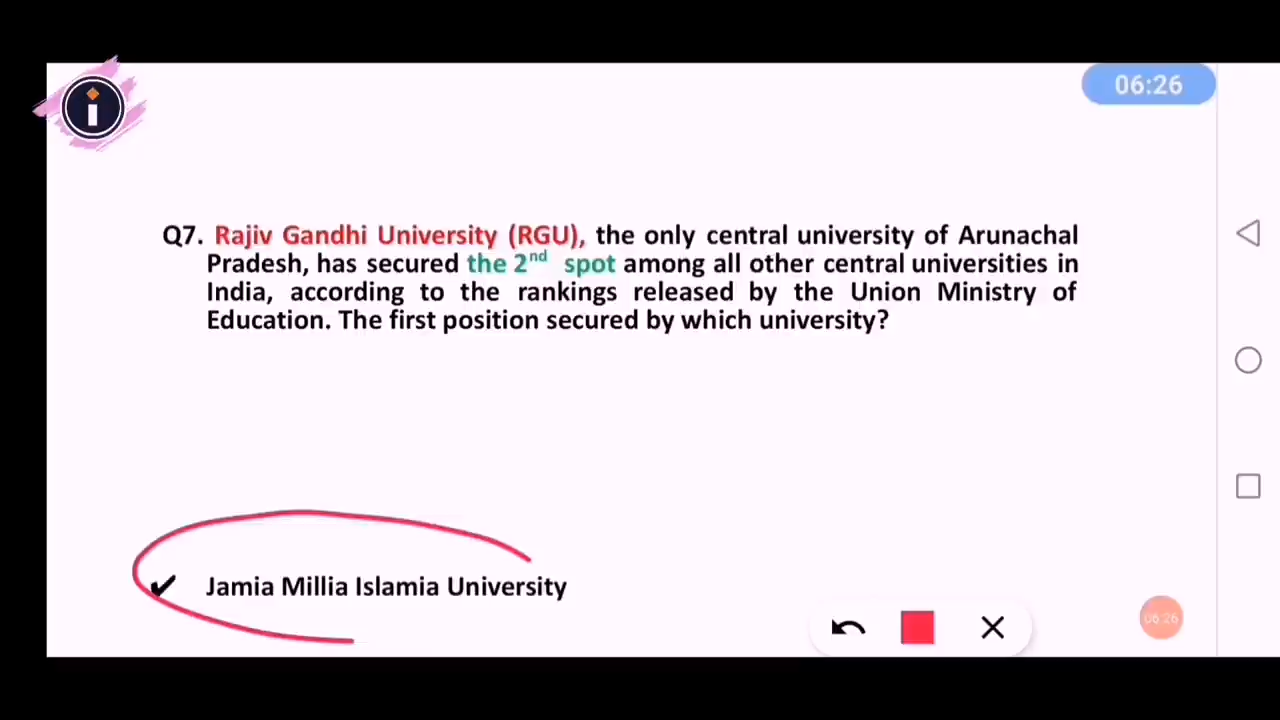 06:26
Q7. Rajiv Gandhi University (RGU), the only central university of Arunachal
Pradesh, has secured the 2nd spot among all other central universities in
India, according to the rankings released by the Union Ministry of
Education. The first position secured by which university?
✔ Jamia Millia Islamia University
06:26